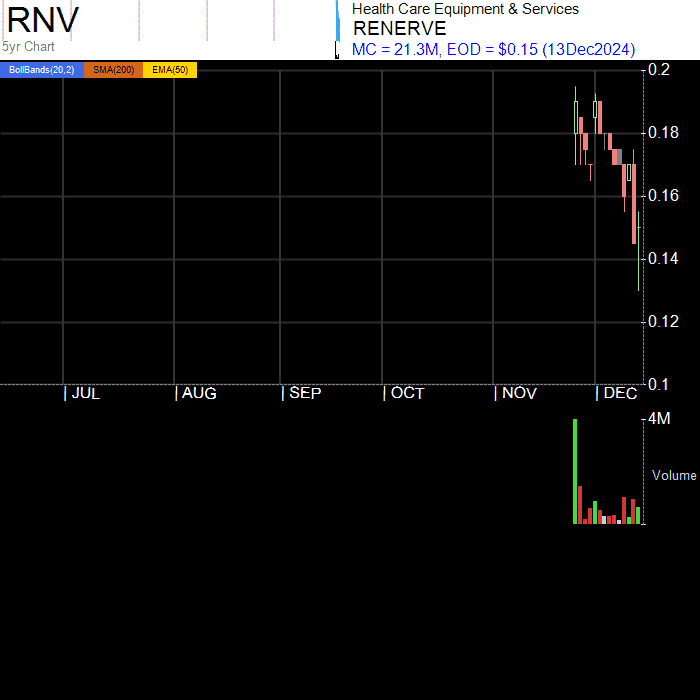 RNV
5yr Chart
Health Care Equipment & Services
RENERVE
MC = 21.3M, EOD = $0.15 (13Dec2024)
BollBands(20,2) SMA(200) EMA(50)
0.2
0.18
0.16
0.14
0.12
0.1
| JUL | AUG | SEP | OCT | NOV | DEC
4M
Volume